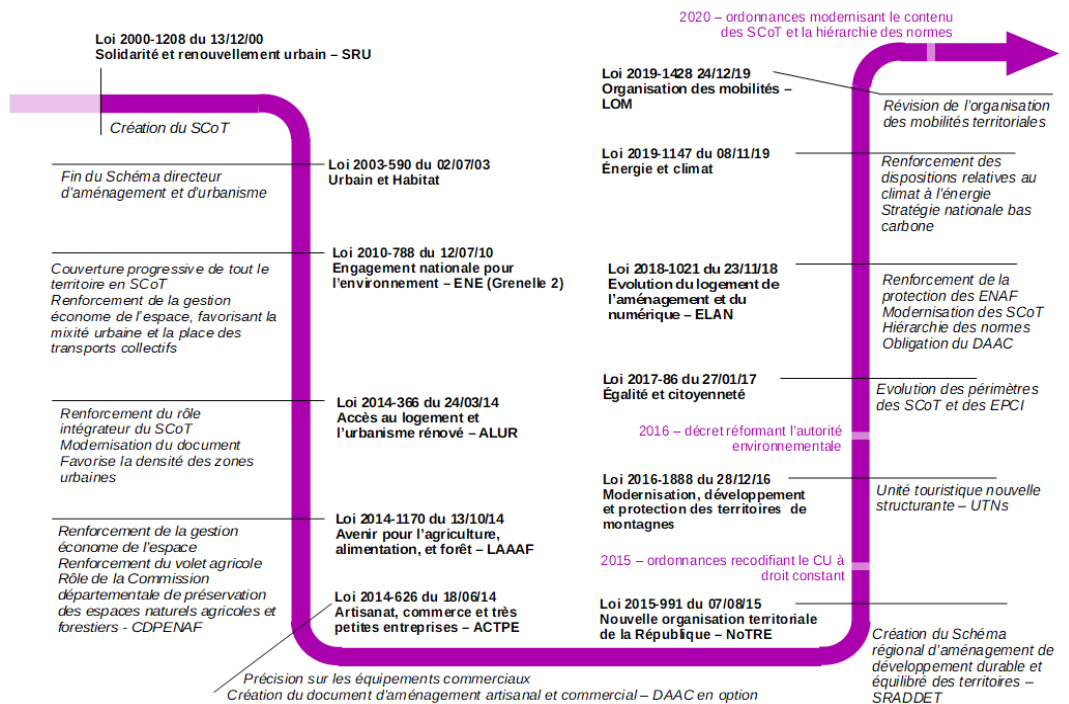 Loi 2000-1208 du 13/12/00
Solidarité et renouvellement urbain – SRU
Création du SCoT
Loi 2003-590 du 02/07/03
Urbain et Habitat
Fin du Schéma directeur
d'aménagement et d'urbanisme
Loi 2010-788 du 12/07/10
Engagement nationale pour
l'environnement – ENE (Grenelle 2)
Couverture progressive de tout le
territoire en SCoT
Renforcement de la gestion
économe de l'espace, favorisant la
mixité urbaine et la place des
transports collectifs
Loi 2014-366 du 24/03/14
Accès au logement et
l'urbanisme rénové – ALUR
Renforcement du rôle
intégrateur du SCoT
Modernisation du document
Favorise la densité des zones
urbaines
Loi 2014-1170 du 13/10/14
Avenir pour l'agriculture,
alimentation, et forêt – LAAAF
Renforcement de la gestion
économe de l'espace
Renforcement du volet agricole
Rôle de la Commission
départementale de préservation
des espaces naturels agricoles et
forestiers - CDPENAF
Loi 2014-626 du 18/06/14
Artisanat, commerce et très
petites entreprises – ACTPE
Précision sur les équipements commerciaux
Création du document d'aménagement artisanal et commercial – DAAC en option
Loi 2015-991 du 07/08/15
Nouvelle organisation territoriale
de la République – NoTRE
Création du Schéma
régional d'aménagement de
développement durable et
équilibré des territoires –
SRADDET
2015 – ordonnances recodifiant le CU à
droit constant
Loi 2016-1888 du 28/12/16
Modernisation, développement
et protection des territoires de
montagnes
Unité touristique nouvelle
structurante – UTNs
2016 – décret réformant l'autorité
environnementale
Loi 2017-86 du 27/01/17
Égalité et citoyenneté
Evolution des périmètres
des SCoT et des EPCI
Loi 2018-1021 du 23/11/18
Evolution du logement de
l'aménagement et du
numérique – ELAN
Renforcement de la
protection des ENAF
Modernisation des SCoT
Hiérarchie des normes
Obligation du DAAC
Loi 2019-1147 du 08/11/19
Énergie et climat
Renforcement des
dispositions relatives au
climat à l'énergie
Stratégie nationale bas
carbone
Loi 2019-1428 24/12/19
Organisation des mobilités –
LOM
Révision de l'organisation
des mobilités territoriales
2020 – ordonnances modernisant le contenu
des SCoT et la hiérarchie des normes